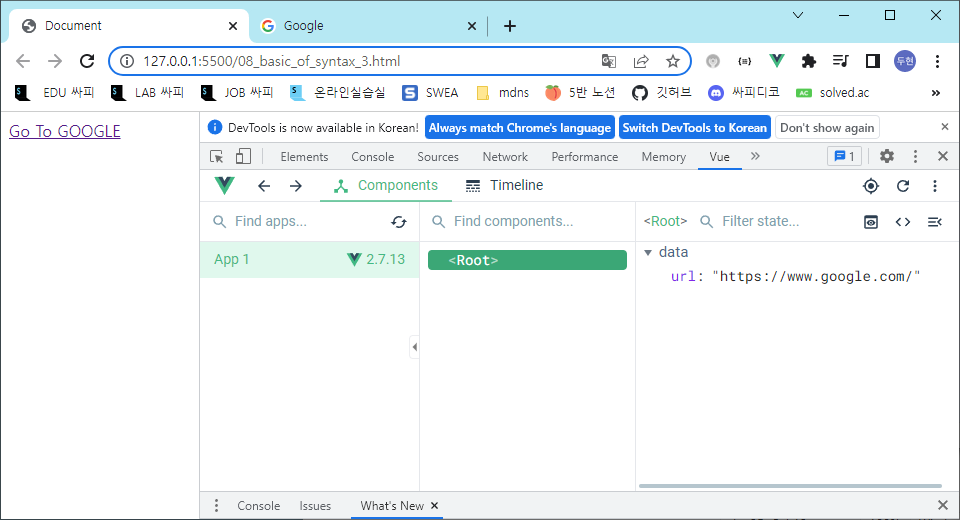 Document
Google
127.0.0.1:5500/08_basic_of_syntax_3.html
두현
EDU 싸피
LAB 싸피
JOB 싸피
온라인실습실
SWEA
mdns
5반 노션
깃허브
싸피디코
AC solved.ac
Go To GOOGLE
DevTools is now available in Korean! Always match Chrome's language Switch DevTools to Korean Don't show again
Elements Console Sources Network Performance Memory Vue 1
Components Timeline
Find apps... Find components... <Root> Filter state...
App 1 2.7.13 <Root> data
url: "https://www.google.com/"
Console Issues What's New